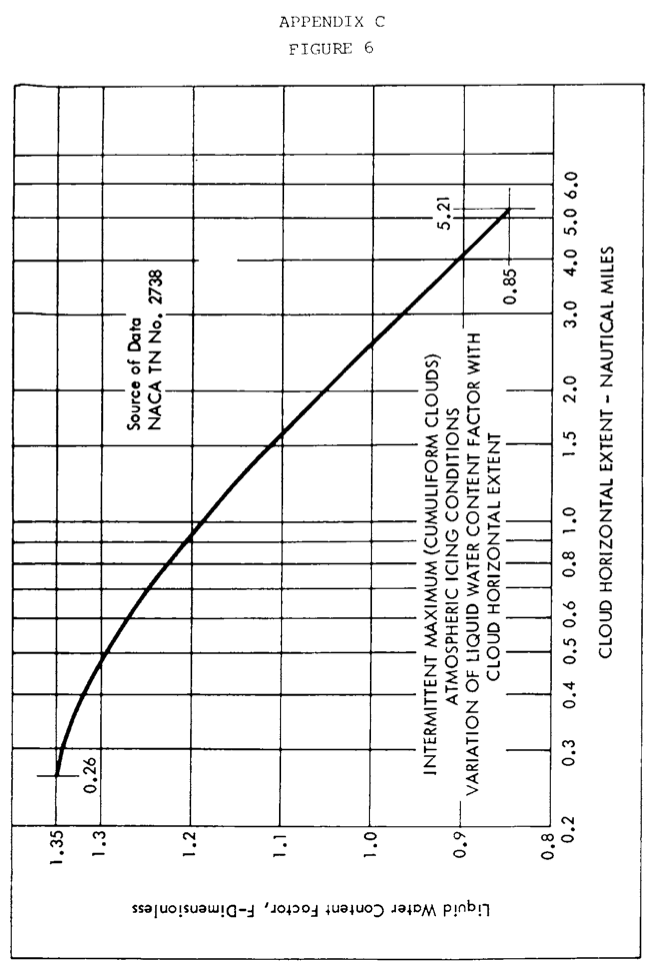 APPENDIX C
FIGURE 6
Liquid Water Content Factor, F-Dimensionless
1.35
1.3
1.2
1.1
1.0
0.9
0.8
0.26
Source of Data
NACA TN No. 2738
5.21
0.85
INTERMITTENT MAXIMUM (CUMULIFORM CLOUDS)
ATMOSPHERIC ICING CONDITIONS
VARIATION OF LIQUID WATER CONTENT FACTOR WITH
CLOUD HORIZONTAL EXTENT
0.2 0.3 0.4 0.5 0.6 0.8 1.0 1.5 2.0 3.0 4.0 5.0 6.0
CLOUD HORIZONTAL EXTENT - NAUTICAL MILES